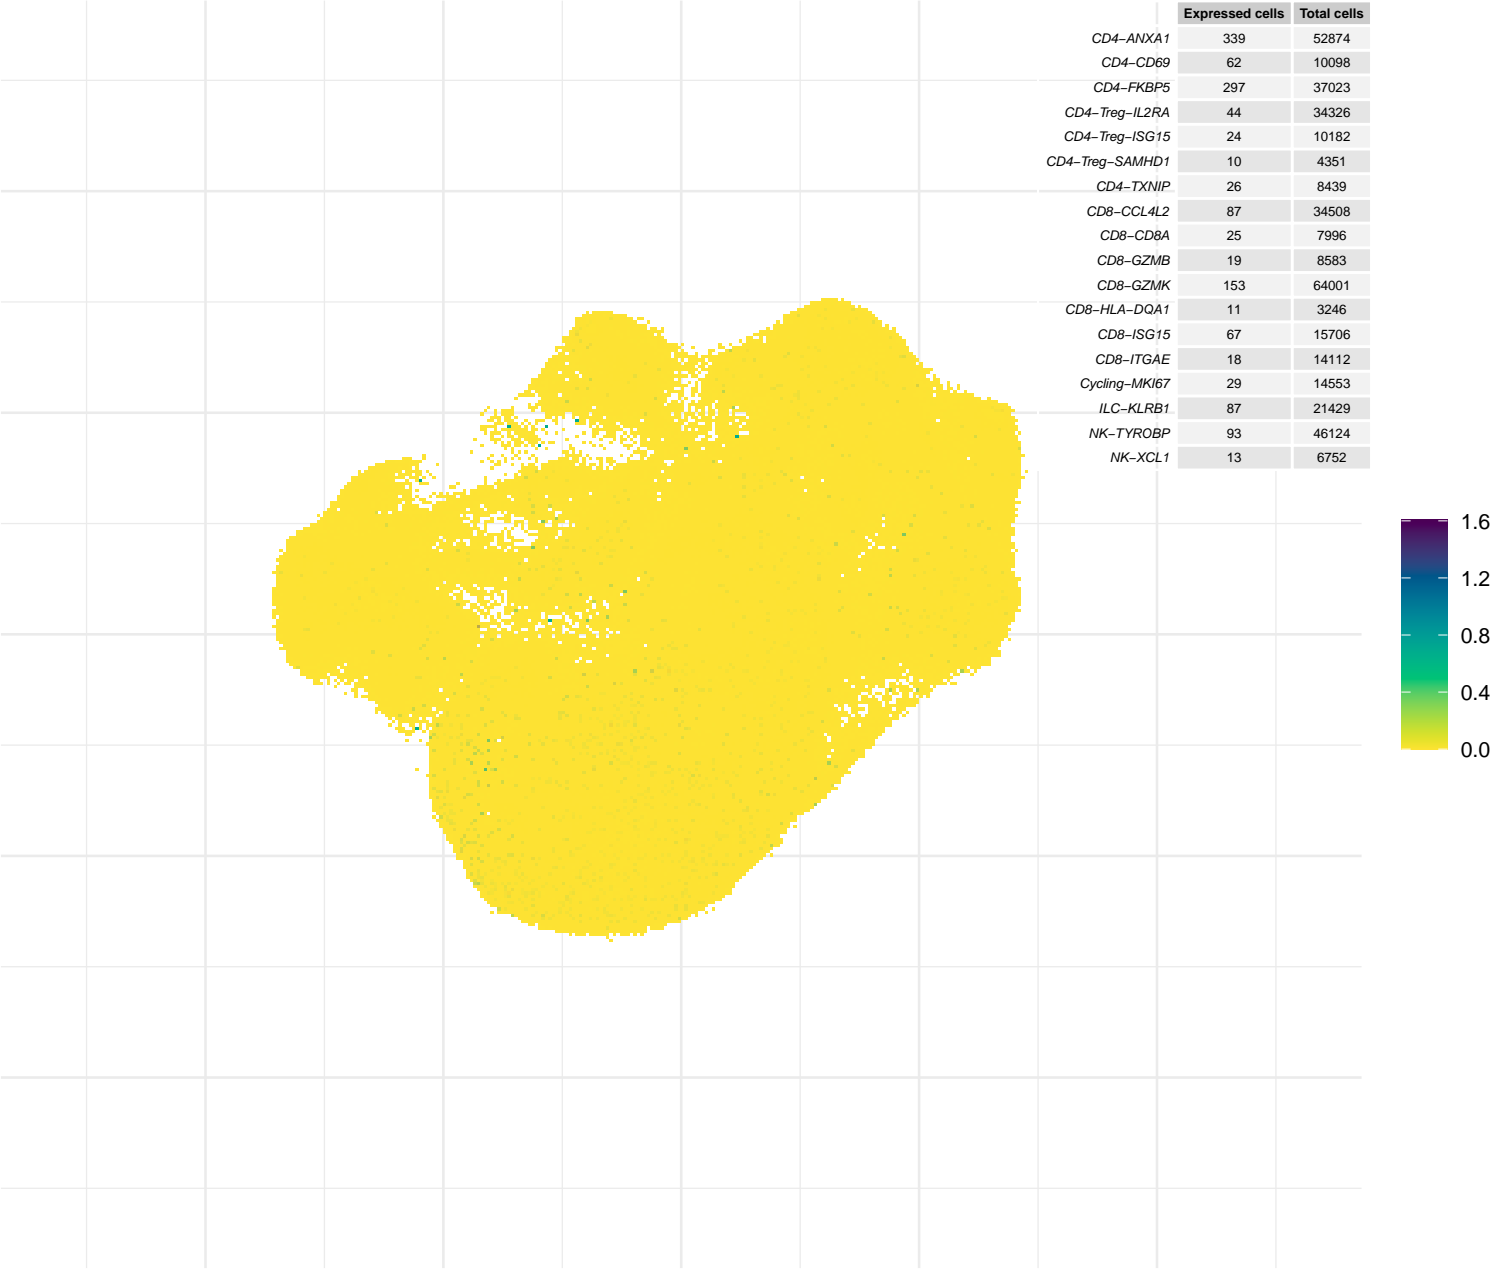 Expressed cells Total cells
CD4−ANXA1 339 52874
CD4−CD69 62 10098
CD4−FKBP5 297 37023
CD4−Treg−IL2RA 44 34326
CD4−Treg−ISG15 24 10182
CD4−Treg−SAMHD1 10 4351
CD4−TXNIP 26 8439
CD8−CCL4L2 87 34508
CD8−CD8A 25 7996
CD8−GZMB 19 8583
CD8−GZMK 153 64001
CD8−HLA−DQA1 11 3246
CD8−ISG15 67 15706
CD8−ITGAE 18 14112
Cycling−MKI67 29 14553
ILC−KLRB1 87 21429
NK−TYROBP 93 46124
NK−XCL1 13 6752
1.6
1.2
0.8
0.4
0.0